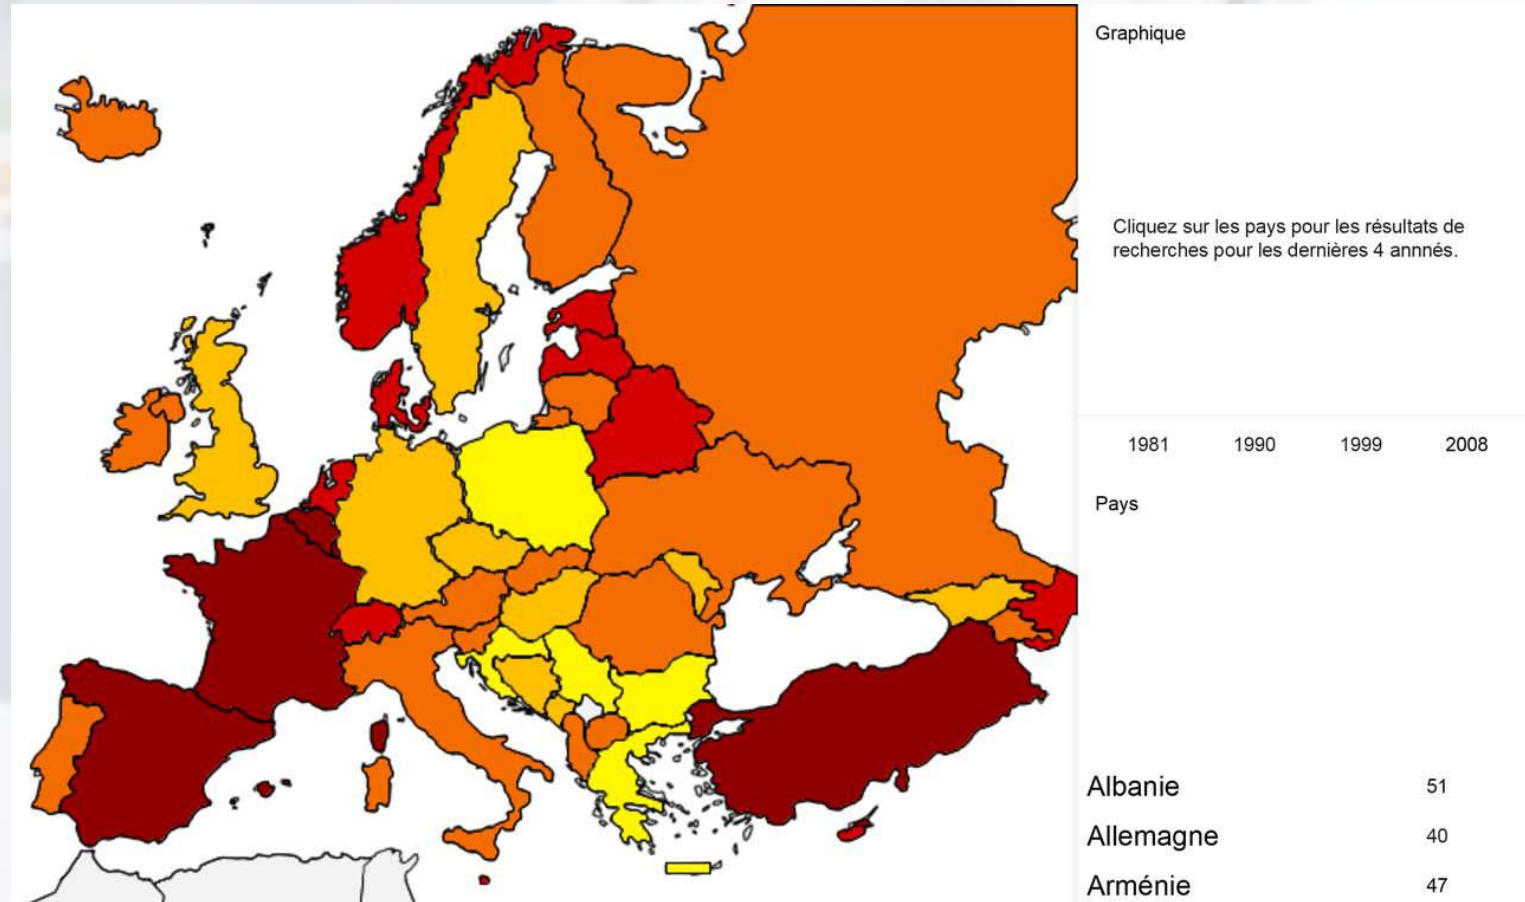 Graphique
Cliquez sur les pays pour les résultats de
recherches pour les dernières 4 annnés.
1981 1990 1999 2008
Pays
Albanie 51
Allemagne 40
Arménie 47